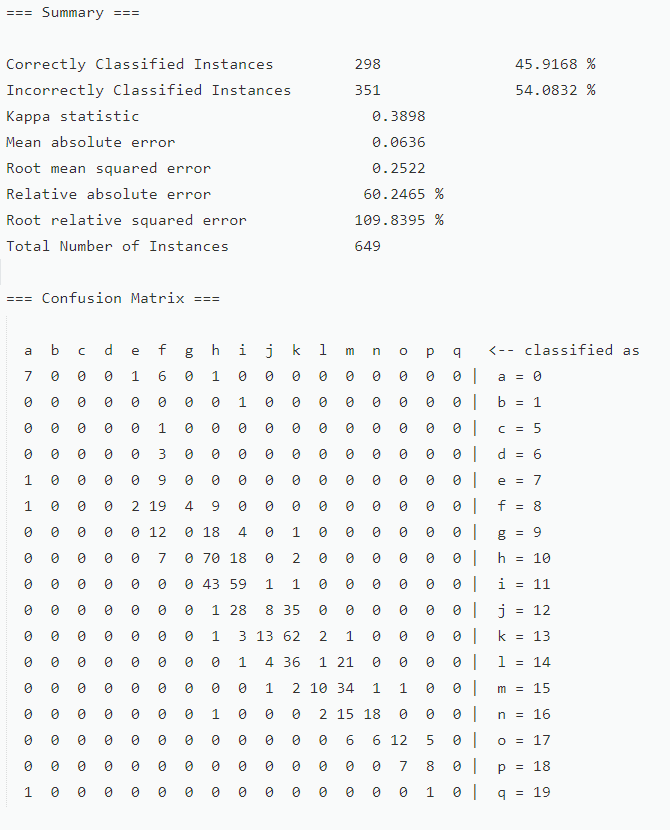 === Summary ===
Correctly Classified Instances 298 45.9168 %
Incorrectly Classified Instances 351 54.0832 %
Kappa statistic 0.3898
Mean absolute error 0.0636
Root mean squared error 0.2522
Relative absolute error 60.2465 %
Root relative squared error 109.8395 %
Total Number of Instances 649
=== Confusion Matrix ===
a b c d e f g h i j k l m n o p q <-- classified as
7 0 0 0 1 6 0 1 0 0 0 0 0 0 0 0 0 | a = 0
0 0 0 0 0 0 0 0 1 0 0 0 0 0 0 0 0 | b = 1
0 0 0 0 0 1 0 0 0 0 0 0 0 0 0 0 0 | c = 5
0 0 0 0 0 3 0 0 0 0 0 0 0 0 0 0 0 | d = 6
1 0 0 0 0 9 0 0 0 0 0 0 0 0 0 0 0 | e = 7
1 0 0 0 2 19 4 9 0 0 0 0 0 0 0 0 0 | f = 8
0 0 0 0 0 12 0 18 4 0 1 0 0 0 0 0 0 | g = 9
0 0 0 0 0 7 0 70 18 0 2 0 0 0 0 0 0 | h = 10
0 0 0 0 0 0 0 43 59 1 1 0 0 0 0 0 0 | i = 11
0 0 0 0 0 0 0 1 28 8 35 0 0 0 0 0 0 | j = 12
0 0 0 0 0 0 0 1 3 13 62 2 1 0 0 0 0 | k = 13
0 0 0 0 0 0 0 0 1 4 36 1 21 0 0 0 0 | l = 14
0 0 0 0 0 0 0 0 0 1 2 10 34 1 1 0 0 | m = 15
0 0 0 0 0 0 0 1 0 0 0 2 15 18 0 0 0 | n = 16
0 0 0 0 0 0 0 0 0 0 0 0 6 6 12 5 0 | o = 17
0 0 0 0 0 0 0 0 0 0 0 0 0 0 7 8 0 | p = 18
1 0 0 0 0 0 0 0 0 0 0 0 0 0 0 1 0 | q = 19